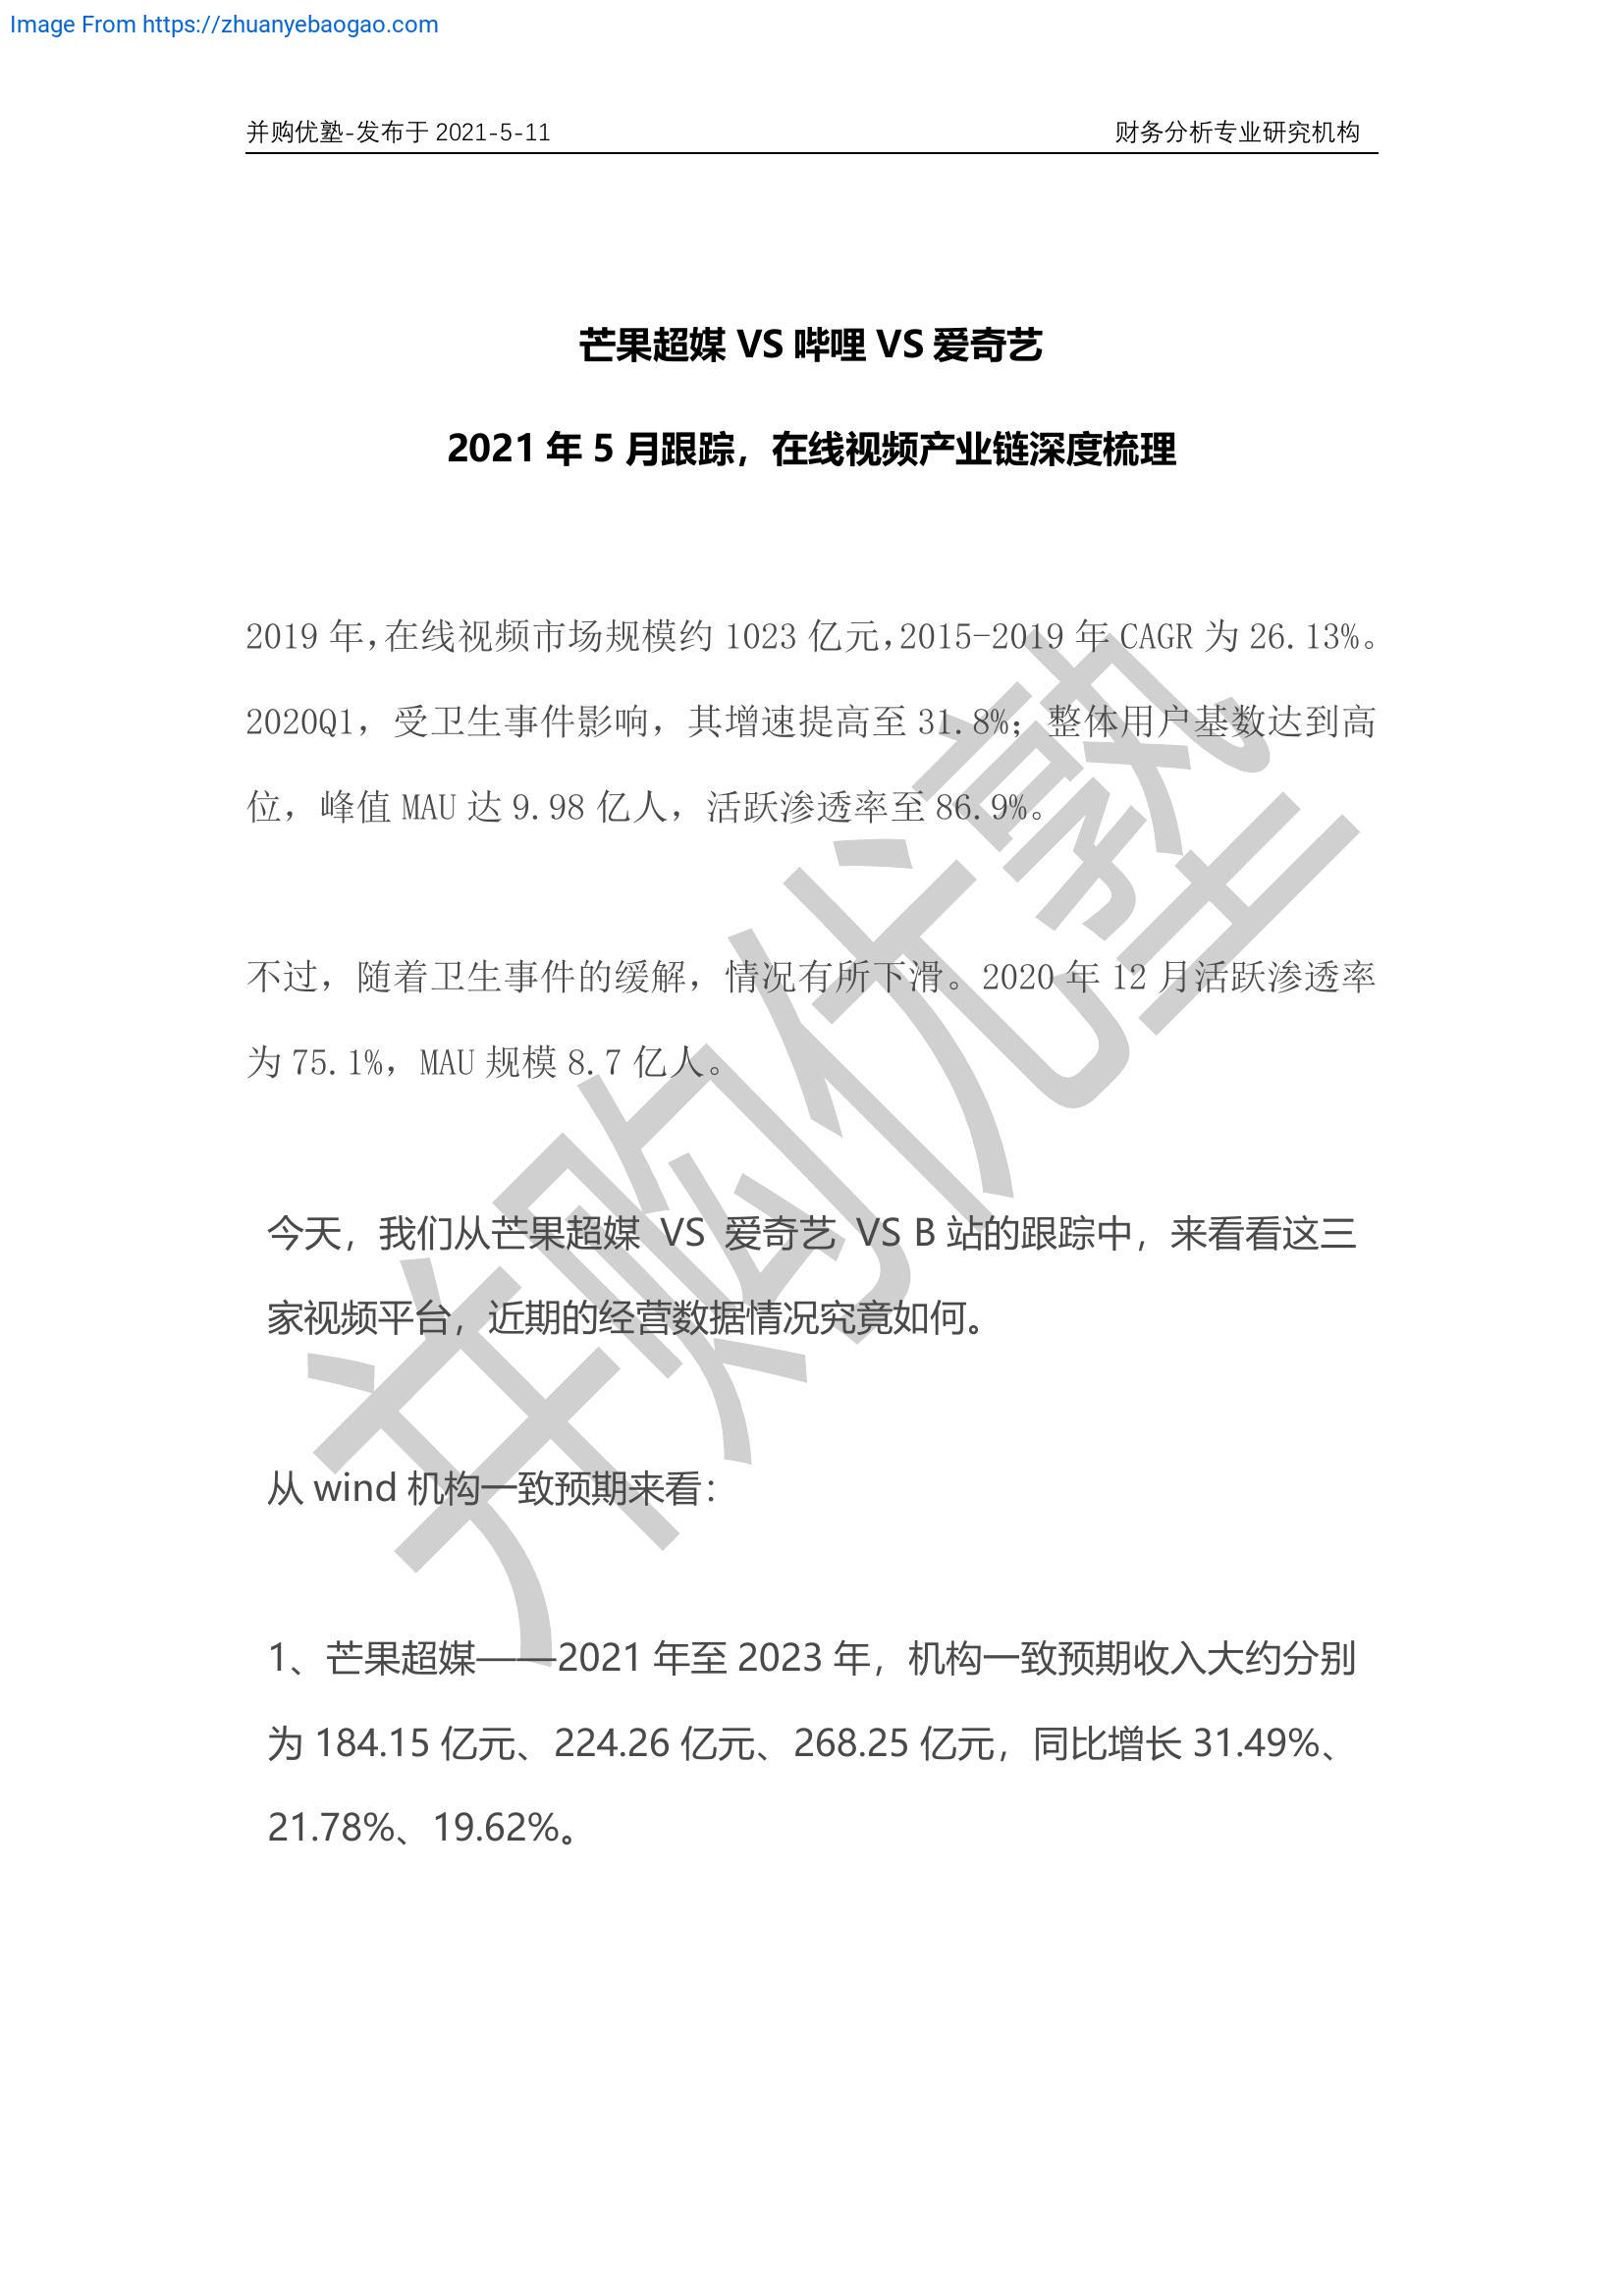 Image From https://zhuanyebaogao.com
并购优塾-发布于 2021-5-11 财务分析专业研究机构
芒果超媒 VS 哔哩 VS 爱奇艺
2021 年 5 月跟踪，在线视频产业链深度梳理
2019 年，在线视频市场规模约 1023 亿元，2015-2019 年 CAGR 为 26.13%。
2020Q1，受卫生事件影响，其增速提高至 31.8%；整体用户基数达到高
位，峰值 MAU 达 9.98 亿人，活跃渗透率至 86.9%。
不过，随着卫生事件的缓解，情况有所下滑。2020 年 12 月活跃渗透率
为 75.1%，MAU 规模 8.7 亿人。
今天，我们从芒果超媒 VS 爱奇艺 VS B 站的跟踪中，来看看这三
家视频平台，近期的经营数据情况究竟如何。
从 wind 机构一致预期来看：
1、芒果超媒——2021 年至 2023 年，机构一致预期收入大约分别
为 184.15 亿元、224.26 亿元、268.25 亿元，同比增长 31.49%、
21.78%、19.62%。
并购优塾